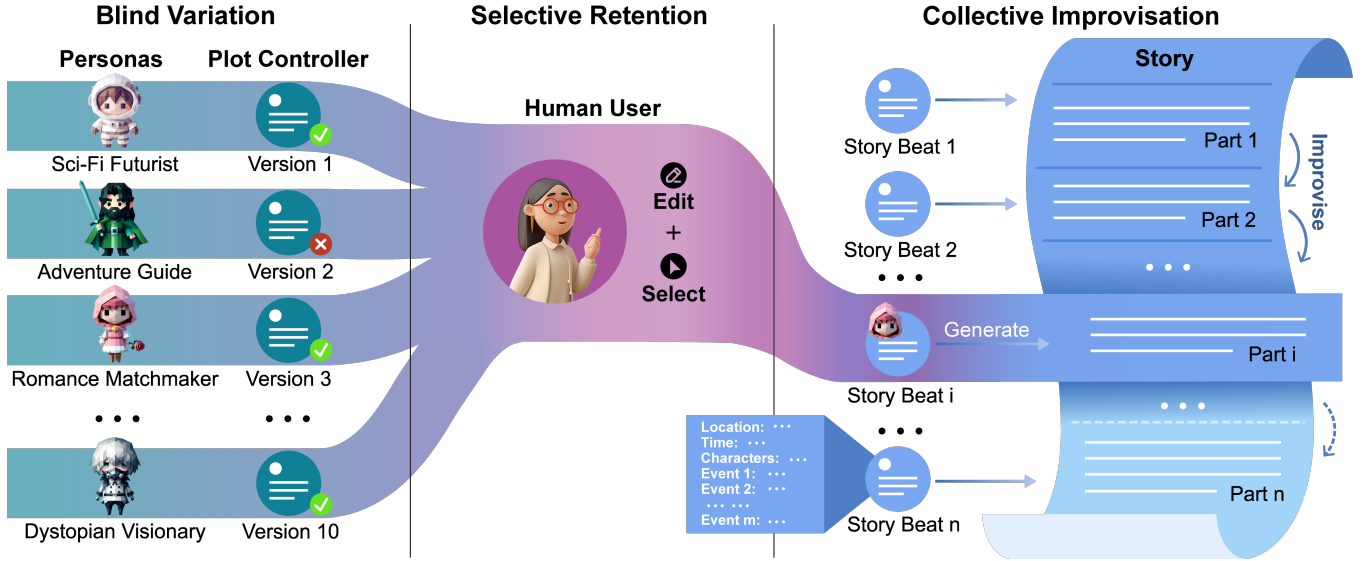 Blind Variation
Selective Retention
Collective Improvisation
Personas
Plot Controller
Sci-Fi Futurist
Version 1
Adventure Guide
Version 2
Romance Matchmaker
Version 3
• • •
• • •
Dystopian Visionary
Version 10
Human User
Edit
+
Select
Story
Story Beat 1
Part 1
Story Beat 2
Part 2
Improvise
• • •
• • •
Generate
Story Beat i
Part i
• • •
• • •
Location: •••
Time: •••
Characters: •••
Event 1: •••
Event 2: •••
••• •••
Event m: •••
Story Beat n
Part n